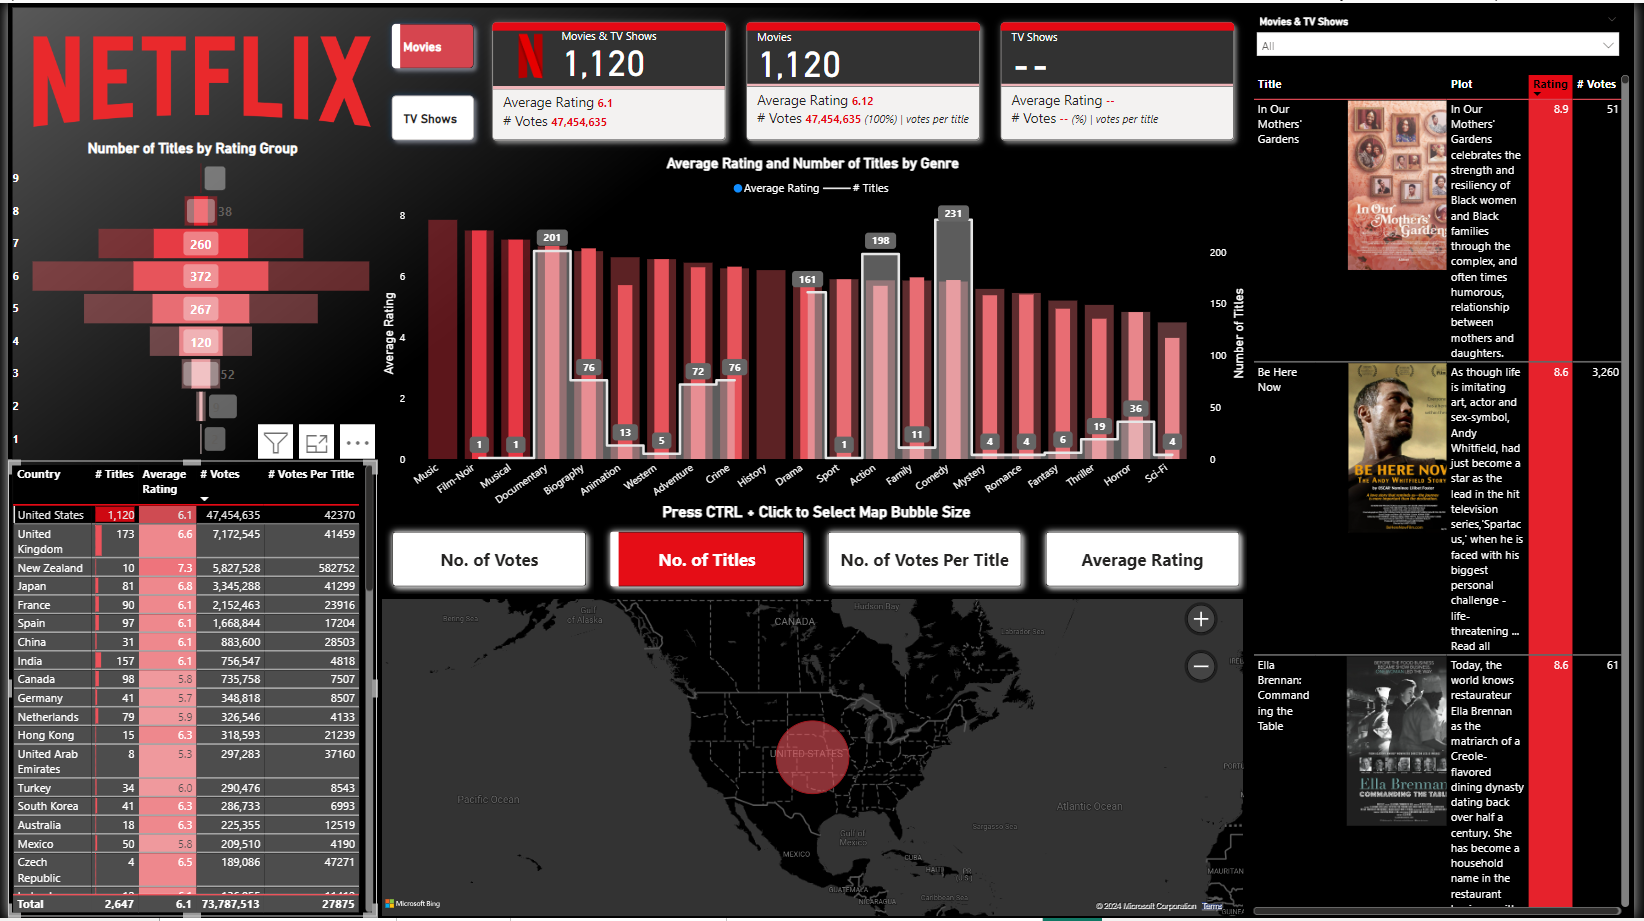 NETFLIX
Movies
TV Shows
Movies & TV Shows
1,120
Average Rating 6.1
# Votes 47,454,635
Movies
1,120
Average Rating 6.12
# Votes 47,454,635 (100%) | votes per title
TV Shows
--
Average Rating --
# Votes -- (%) | votes per title
Number of Titles by Rating Group
9
8
38
7
260
6
372
5
267
4
120
3
52
2
1
Average Rating and Number of Titles by Genre
Average Rating
# Titles
8
6
4
2
0
Average Rating
200
150
100
50
0
Number of Titles
1
1
201
76
13
5
72
76
161
1
198
11
231
4
4
6
19
36
4
Music
Film-Noir
Musical
Documentary
Biography
Animation
Western
Adventure
Crime
History
Drama
Sport
Action
Family
Comedy
Mystery
Romance
Fantasy
Thriller
Horror
Sci-Fi
Country # Titles Average Rating # Votes # Votes Per Title
United States 1,120 6.1 47,454,635 42370
United Kingdom 173 6.6 7,172,545 41459
New Zealand 10 7.3 5,827,528 582752
Japan 81 6.8 3,345,288 41299
France 90 6.1 2,152,463 23916
Spain 97 6.1 1,668,844 17204
China 31 6.1 883,600 28503
India 157 6.1 756,547 4818
Canada 98 5.8 735,758 7507
Germany 41 5.7 348,818 8507
Netherlands 79 5.9 326,546 4133
Hong Kong 15 6.3 318,593 21239
United Arab Emirates 8 5.3 297,283 37160
Turkey 34 6.0 290,476 8543
South Korea 41 6.3 286,733 6993
Australia 18 6.3 225,355 12519
Mexico 50 5.8 209,510 4190
Czech Republic 4 6.5 189,086 47271
Total 2,647 6.1 73,787,513 27875
Press CTRL + Click to Select Map Bubble Size
No. of Votes
No. of Titles
No. of Votes Per Title
Average Rating
Bering Sea
Gulf of Alaska
CANADA
Hudson Bay
Labrador Sea
UNITED STATES
Pacific Ocean
Atlantic Ocean
Sargasso Sea
Gulf of Mexico
MEXICO
CUBA
GUATEMALA
NICARAGUA
Caribbean Sea
Microsoft Bing
© 2024 Microsoft Corporation Terms
Movies & TV Shows
All
Title
Plot
Rating
# Votes
In Our
Mothers'
Gardens
In Our
Mothers'
Gardens
In Our
Mothers'
Gardens
celebrates the
strength and
resiliency of
Black women
and Black
families
through the
complex, and
often times
humorous,
relationship
between
mothers and
daughters.
8.9
51
Be Here
Now
BE HERE NOW
THE ANDY WHITFIELD STORY
As though life
is imitating
art, actor and
sex-symbol,
Andy
Whitfield, had
just become a
star as the
lead in the hit
television
series,'Spartac
us,' when he is
faced with his
biggest
personal
challenge -
life-
threatening ...
Read all
8.6
3,260
Ella
Brennan:
Command
ing the
Table
Ella Brennan
COMMANDING THE TABLE
Today, the
world knows
restaurateur
Ella Brennan
as the
matriarch of a
Creole-
flavored
dining dynasty
dating back
over half a
century. She
has become a
household
name in the
restaurant
8.6
61